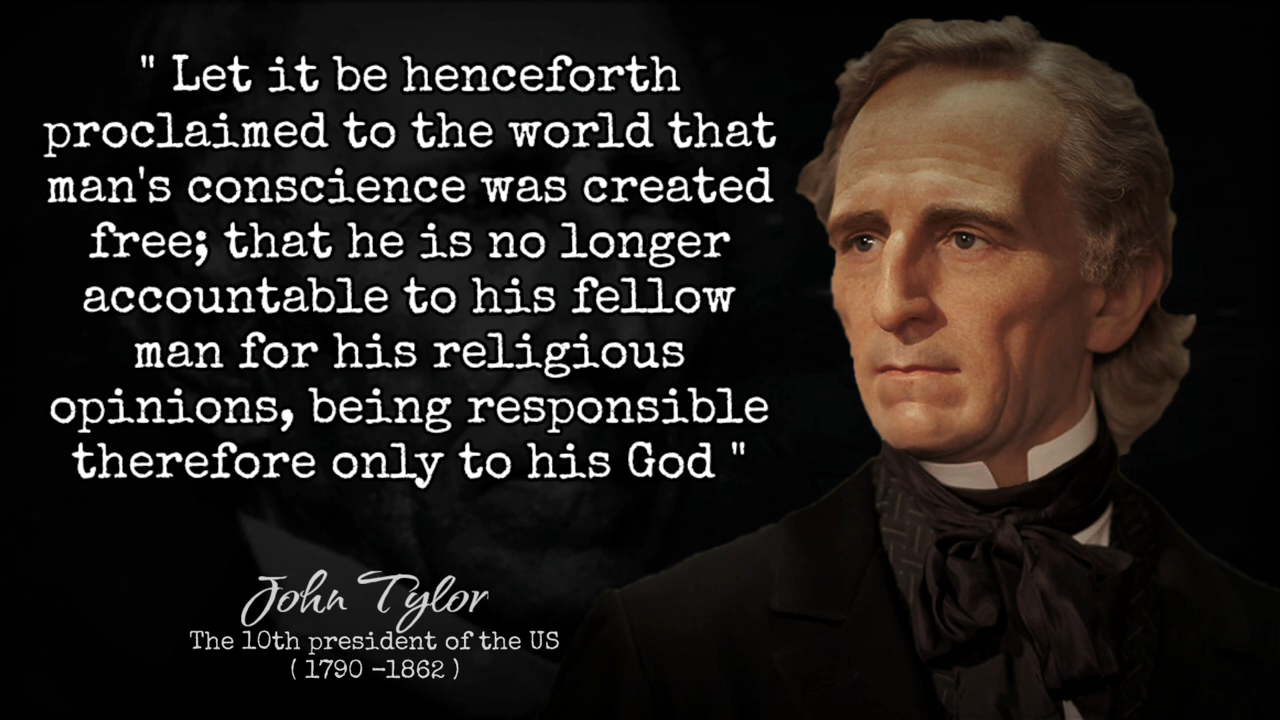 " Let it be henceforth
proclaimed to the world that
man's conscience was created
free; that he is no longer
accountable to his fellow
man for his religious
opinions, being responsible
therefore only to his God "
John Tylor
The 10th president of the US
( 1790 -1862 )